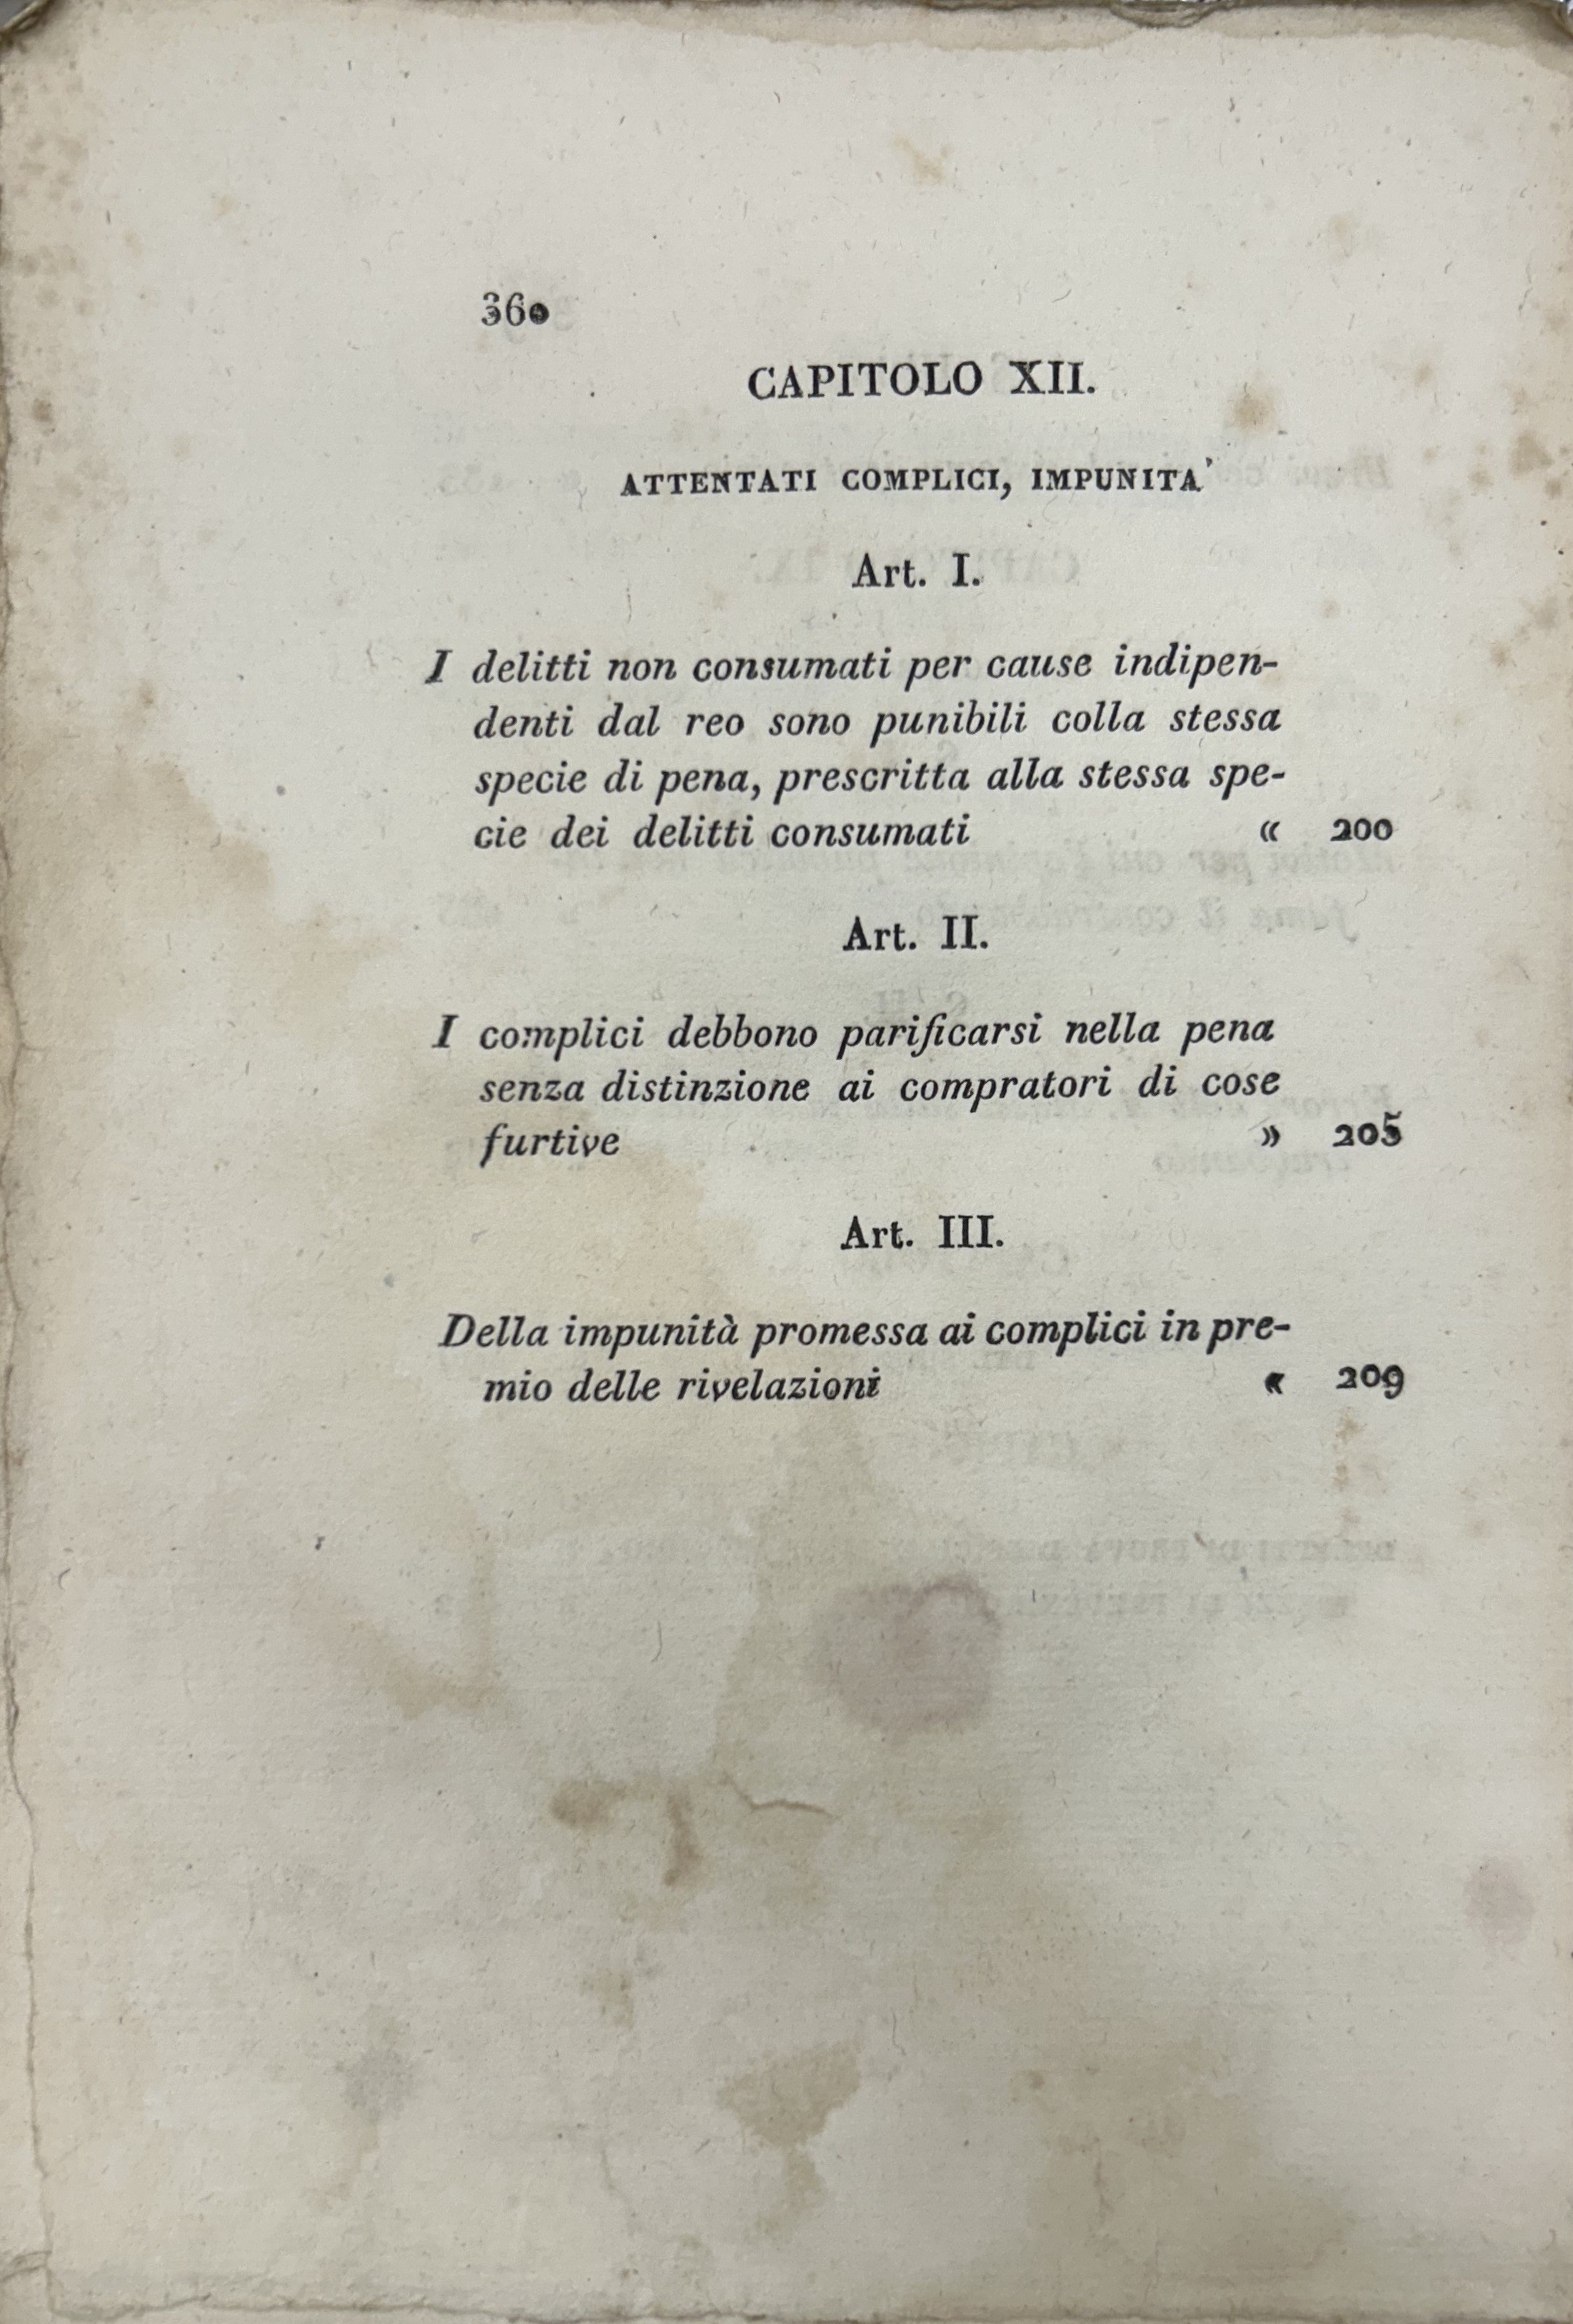 360
CAPITOLO XII.
ATTENTATI COMPLICI, IMPUNITA'
Art. I.
I delitti non consumati per cause indipen-
denti dal reo sono punibili colla stessa
specie di pena, prescritta alla stessa spe-
cie dei delitti consumati « 200
Art. II.
I complici debbono parificarsi nella pena
senza distinzione ai compratori di cose
furtive » 205
Art. III.
Della impunità promessa ai complici in pre-
mio delle rivelazioni « 209